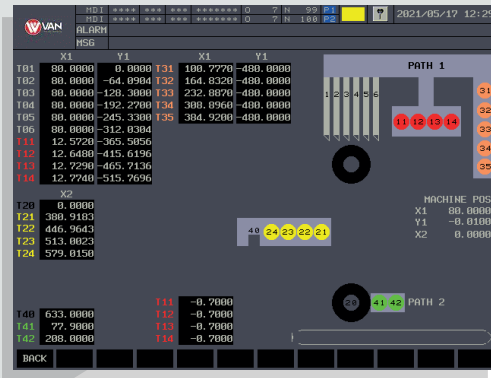 VAN
MDI **** *** *** ******* O 7 N 99 P1
MDI **** *** *** ******* O 7 N 100 P2
2021/05/17 12:29
ALARM
MSG
X1 Y1 X1 Y1
T01 80.0000 0.0000 T31 100.7770 -480.0000
T02 80.0000 -64.0904 T32 164.8320 -480.0000
T03 80.0000 -128.3000 T33 232.8870 -480.0000
T04 80.0000 -192.2700 T34 308.8960 -480.0000
T05 80.0000 -245.3300 T35 384.9200 -480.0000
T06 80.0000 -312.0304
T11 12.5720 -365.5056
T12 12.6480 -415.6196
T13 12.7290 -465.7136
T14 12.7740 -515.7696
X2
T20 0.0000
T21 380.9183
T22 446.9643
T23 513.0023
T24 579.0150
T40 633.0000
T41 77.9000
T42 208.0000
T11 -0.7000
T12 -0.7000
T13 -0.7000
T14 -0.7000
PATH 1
1 2 3 4 5 6
11 12 13 14
31
32
33
34
35
MACHINE POS
X1 80.0000
Y1 -0.0100
X2 0.0000
40 24 23 22 21
20 41 42 PATH 2
BACK